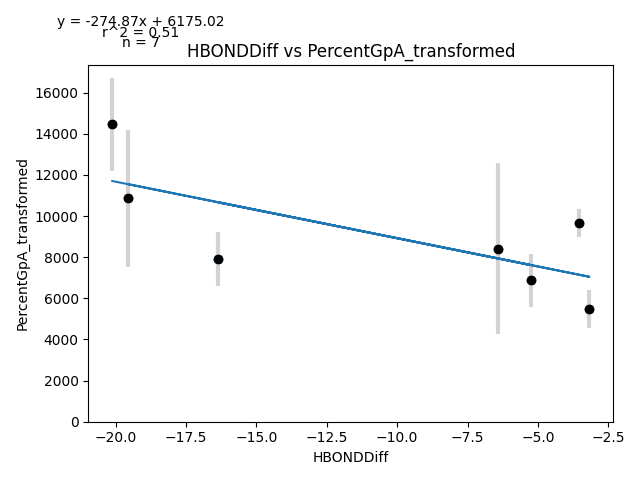 y = -274.87x + 6175.02
r^2 = 0.51
n = 7
HBONDDiff vs PercentGpA_transformed
PercentGpA_transformed
16000
14000
12000
10000
8000
6000
4000
2000
0
−20.0 −17.5 −15.0 −12.5 −10.0 −7.5 −5.0 −2.5
HBONDDiff